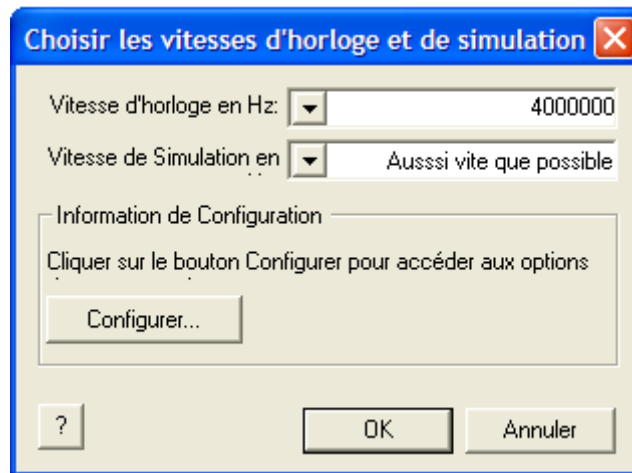 Choisir les vitesses d'horloge et de simulation
Vitesse d'horloge en Hz: 4000000
Vitesse de Simulation en Ausssi vite que possible
Information de Configuration
Cliquer sur le bouton Configurer pour accéder aux options
Configurer...
? OK Annuler